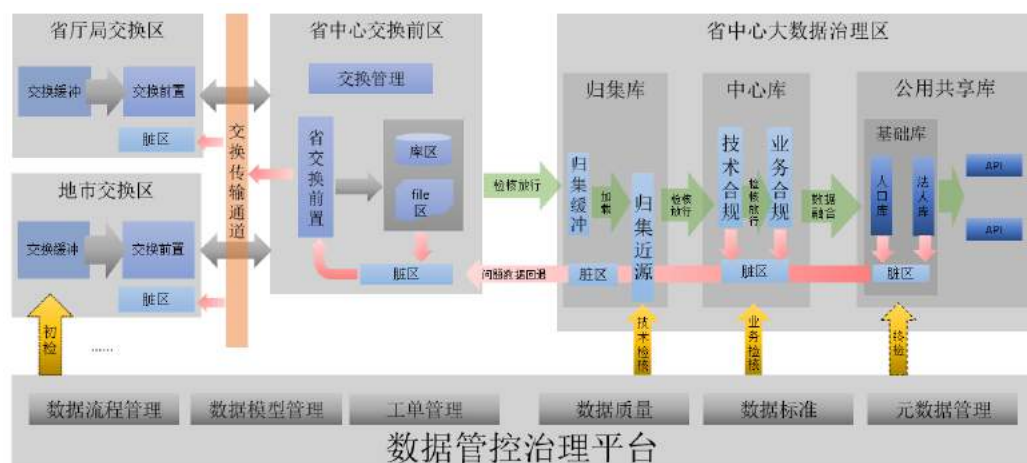 省厅局交换区
交换缓冲
交换前置
脏区
地市交换区
交换缓冲
交换前置
脏区
交换传输通道
省中心交换前区
交换管理
省交换前置
库区
file
区
脏区
检核放行
问题数据回退
省中心大数据治理区
归集库
归集缓冲
加载
归集近源
脏区
检核
放行
中心库
技术合规
检核
放行
业务合规
脏区
数据
融合
公用共享库
基础库
人口库
法人库
脏区
API
API
初检
......
技术检核
业务检核
终检
数据流程管理
数据模型管理
工单管理
数据质量
数据标准
元数据管理
数据管控治理平台